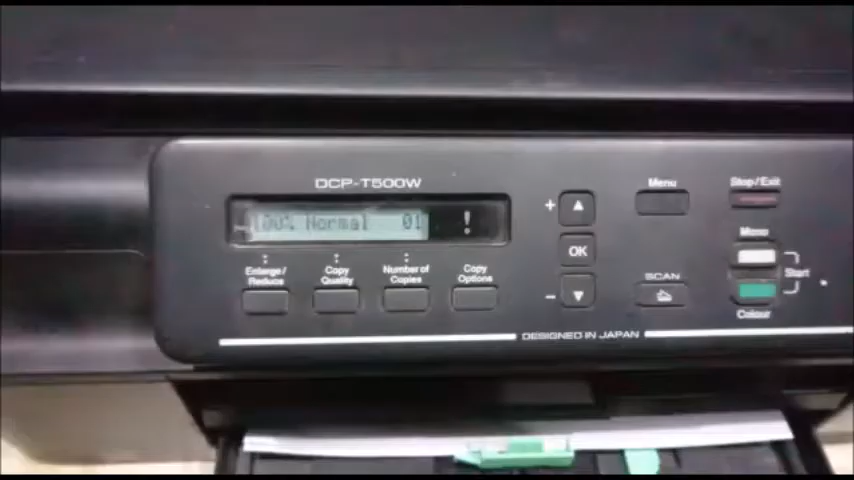 DCP-T500W
100% Normal 01 !
Enlarge/
Reduce
Copy
Quality
Number of
Copies
Copy
Options
+
OK
-
Menu
SCAN
Stop/Exit
Mono
Start
Colour
DESIGNED IN JAPAN